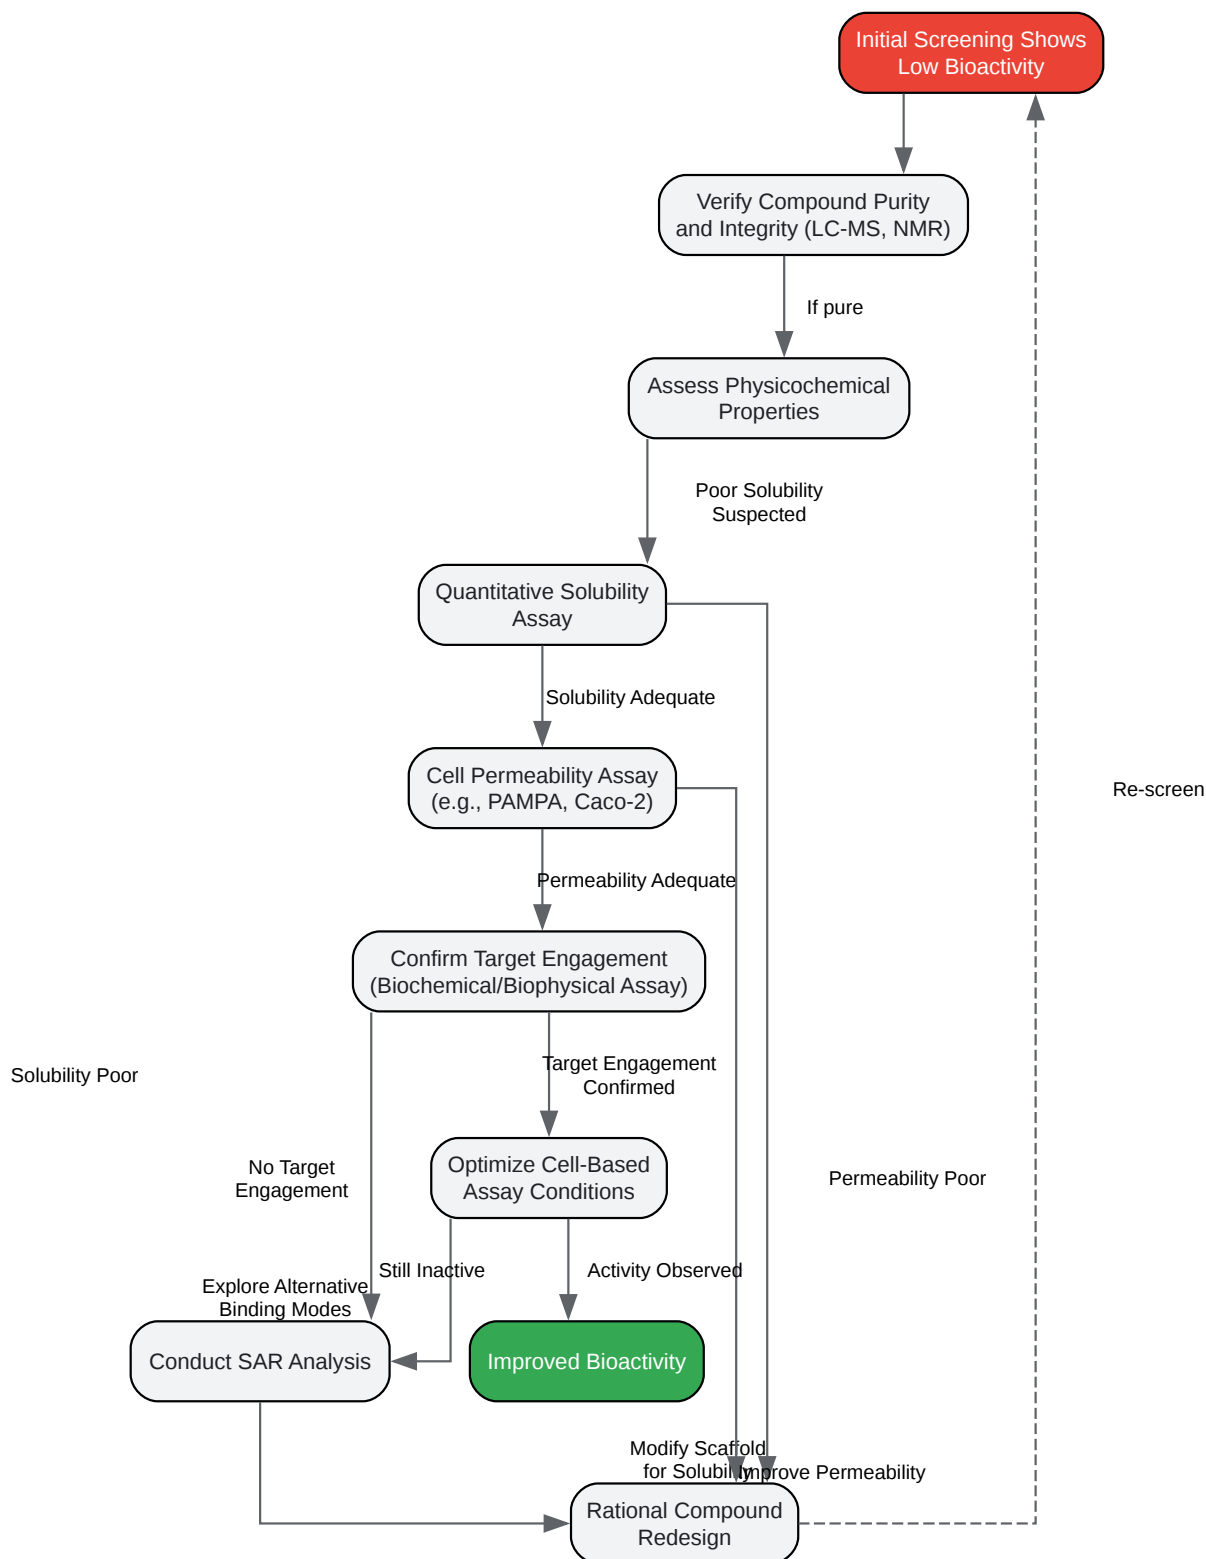 Initial Screening Shows
Low Bioactivity
Verify Compound Purity
and Integrity (LC-MS, NMR)
If pure
Assess Physicochemical
Properties
Poor Solubility
Suspected
Quantitative Solubility
Assay
Solubility Adequate
Cell Permeability Assay
(e.g., PAMPA, Caco-2)
Re-screen
Permeability Adequate
Confirm Target Engagement
(Biochemical/Biophysical Assay)
Solubility Poor
Target Engagement
Confirmed
Optimize Cell-Based
Assay Conditions
No Target
Engagement
Permeability Poor
Still Inactive
Activity Observed
Explore Alternative
Binding Modes
Conduct SAR Analysis
Improved Bioactivity
Modify Scaffold
for Solubility
Improve Permeability
Rational Compound
Redesign